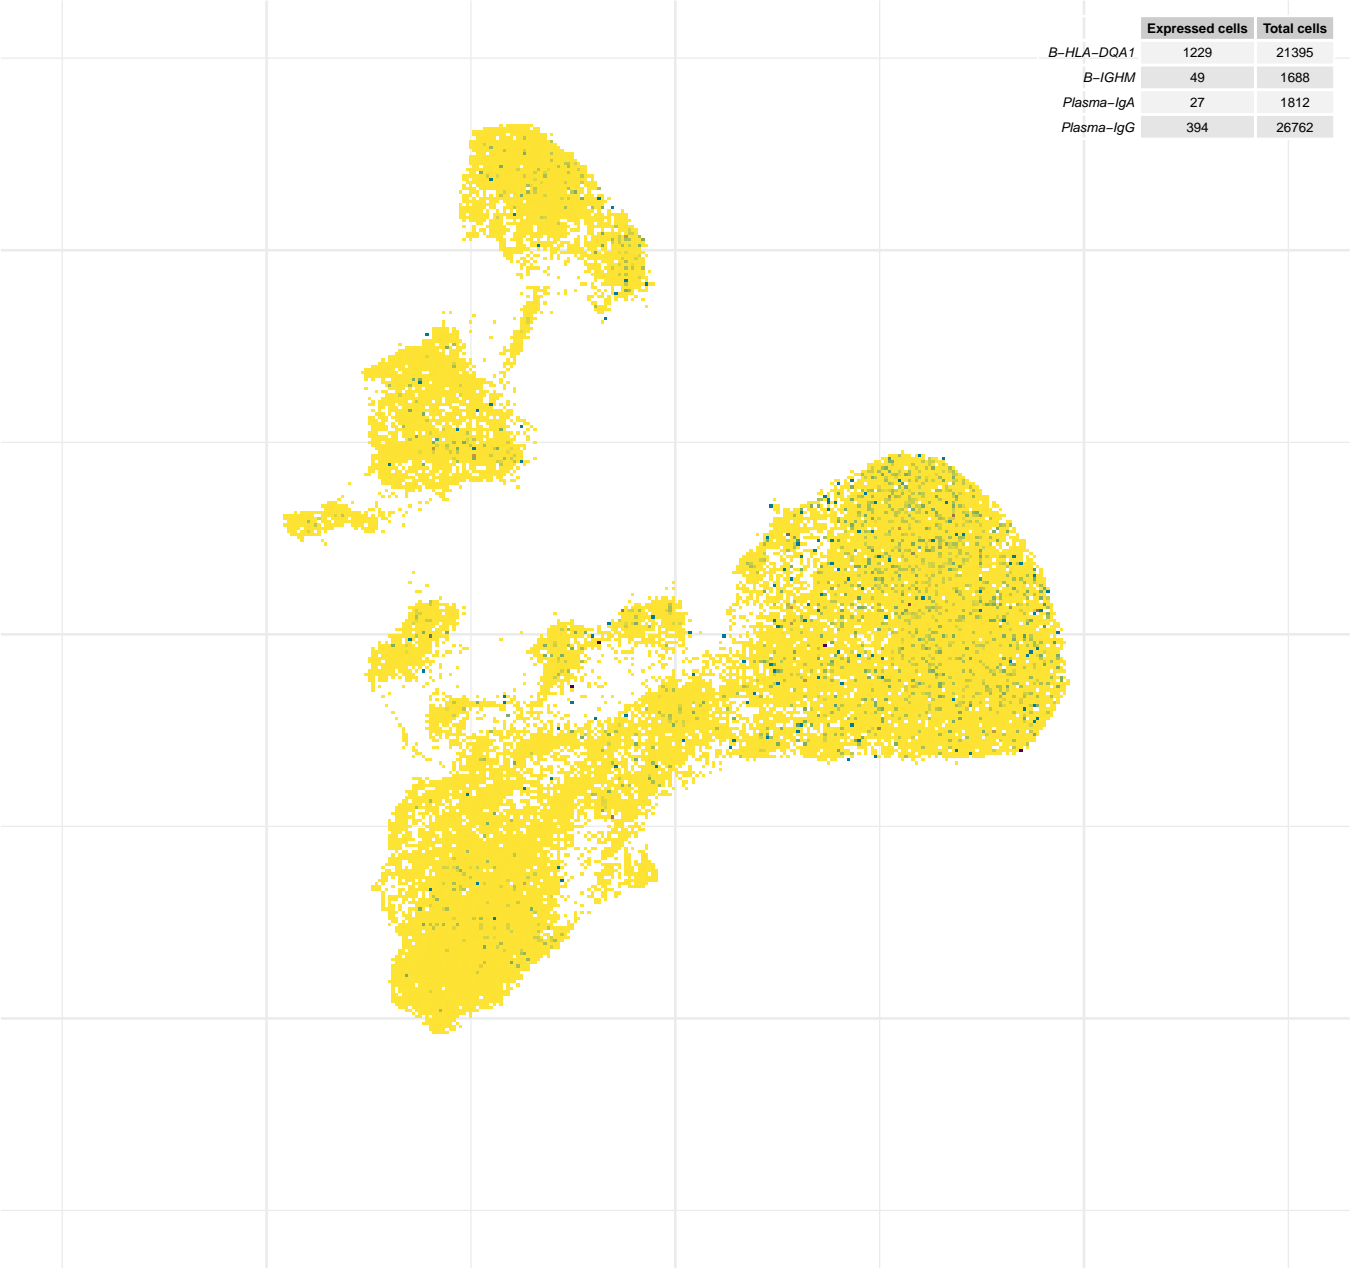 Expressed cells Total cells
B−HLA−DQA1 1229 21395
B−IGHM 49 1688
Plasma−IgA 27 1812
Plasma−IgG 394 26762